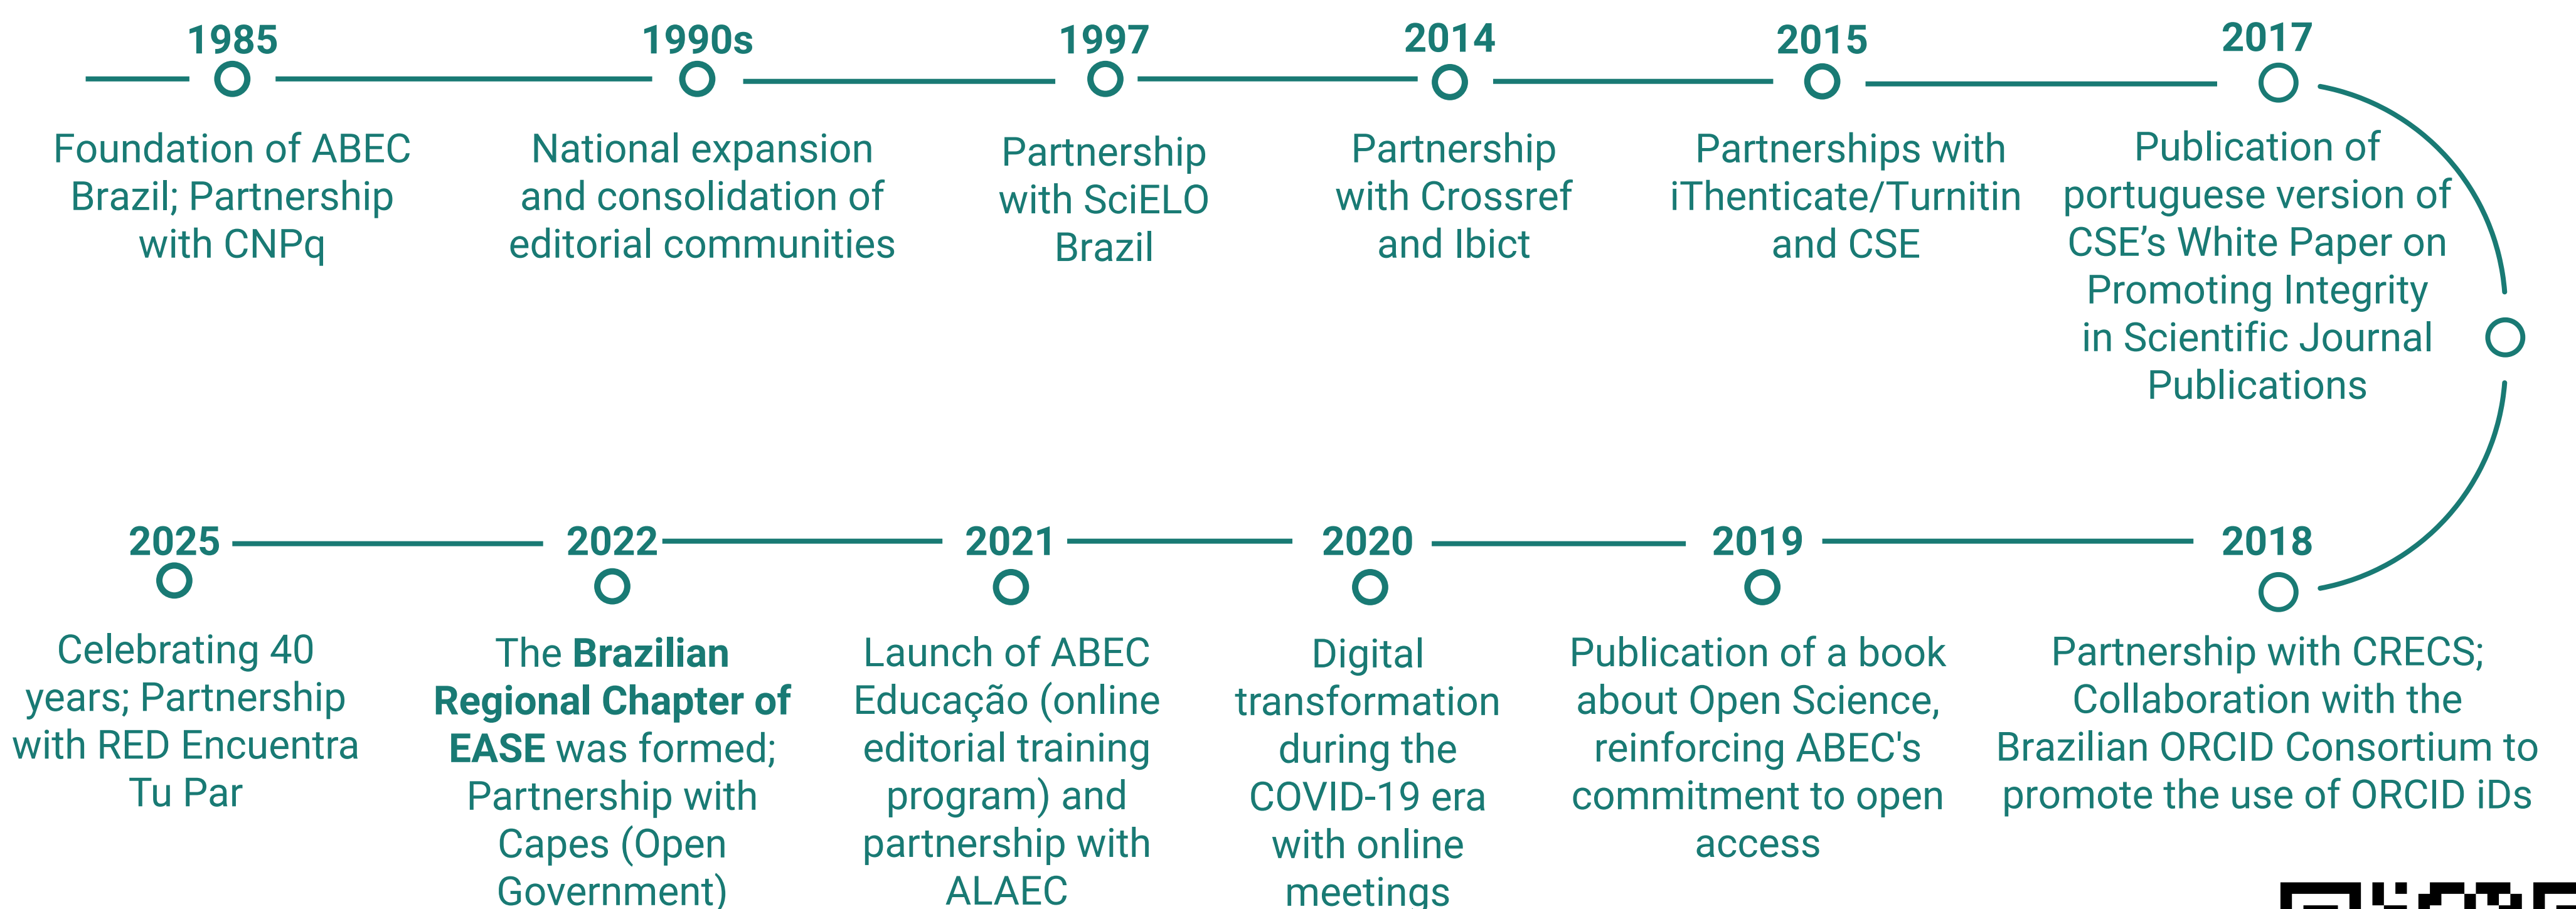 1985
Foundation of ABEC
Brazil; Partnership
with CNPq
1990s
National expansion
and consolidation of
editorial communities
1997
Partnership
with SciELO
Brazil
2014
Partnership
with Crossref
and Ibict
2015
Partnerships with
iThenticate/Turnitin
and CSE
2017
Publication of
portuguese version of
CSE’s White Paper on
Promoting Integrity
in Scientific Journal
Publications
2018
Partnership with CRECS;
Collaboration with the
Brazilian ORCID Consortium to
promote the use of ORCID iDs
2019
Publication of a book
about Open Science,
reinforcing ABEC's
commitment to open
access
2020
Digital
transformation
during the
COVID-19 era
with online
meetings
2021
Launch of ABEC
Educação (online
editorial training
program) and
partnership with
ALAEC
2022
The Brazilian
Regional Chapter of
EASE was formed;
Partnership with
Capes (Open
Government)
2025
Celebrating 40
years; Partnership
with RED Encuentra
Tu Par